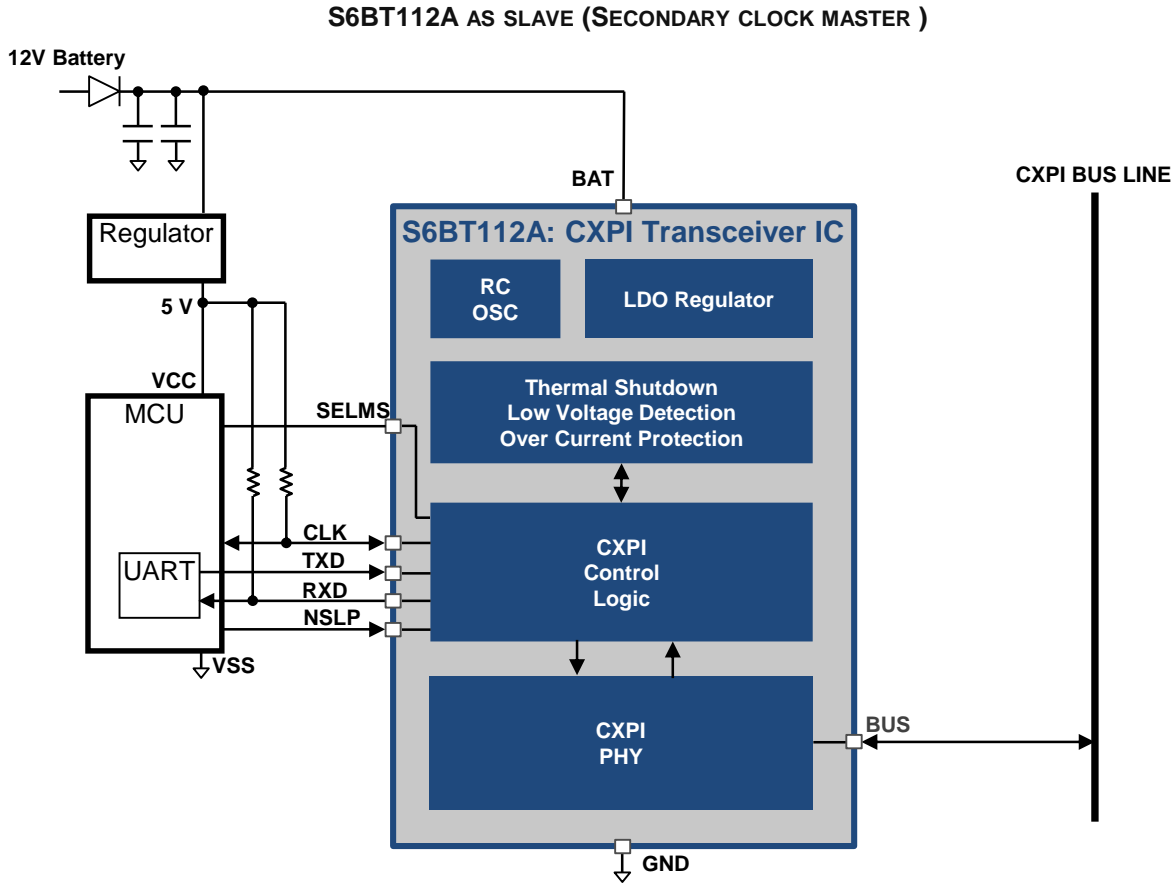 S6BT112A AS SLAVE (SECONDARY CLOCK MASTER )
12V Battery
BAT
CXPI BUS LINE
Regulator
S6BT112A: CXPI Transceiver IC
RC
OSC
LDO Regulator
5 V
VCC
MCU
SELMS
Thermal Shutdown
Low Voltage Detection
Over Current Protection
CLK
UART
TXD
RXD
NSLP
CXPI
Control
Logic
VSS
CXPI
PHY
BUS
GND